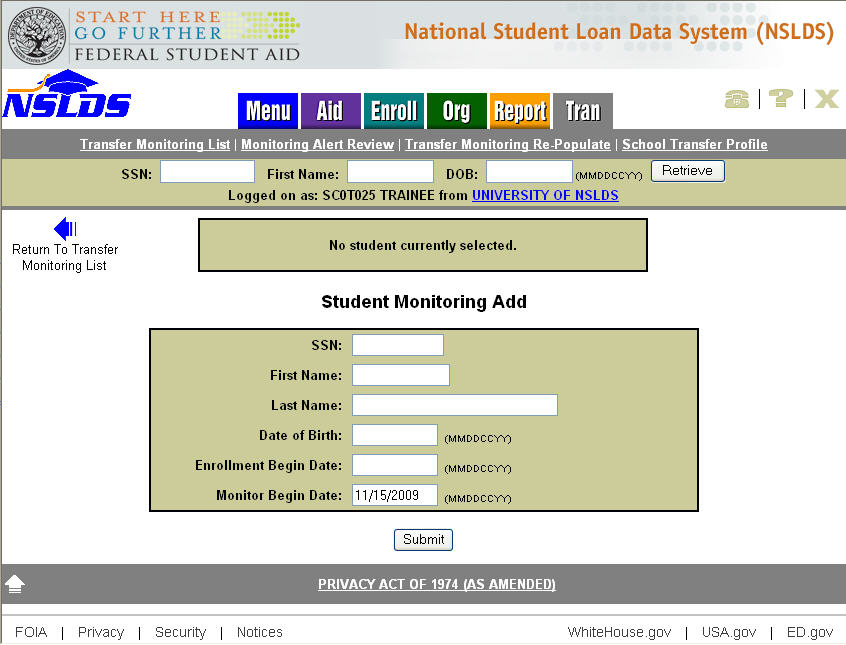 START HERE
GO FURTHER
FEDERAL STUDENT AID
National Student Loan Data System (NSLDS)
NSLDS
Menu Aid Enroll Org Report Tran
? X
Transfer Monitoring List | Monitoring Alert Review | Transfer Monitoring Re-Populate | School Transfer Profile
SSN: First Name: DOB: (MMDDCCYY) Retrieve
Logged on as: SC0T025 TRAINEE from UNIVERSITY OF NSLDS
Return To Transfer
Monitoring List
No student currently selected.
Student Monitoring Add
SSN:
First Name:
Last Name:
Date of Birth: (MMDDCCYY)
Enrollment Begin Date: (MMDDCCYY)
Monitor Begin Date: 11/15/2009 (MMDDCCYY)
Submit
PRIVACY ACT OF 1974 (AS AMENDED)
FOIA | Privacy | Security | Notices WhiteHouse.gov | USA.gov | ED.gov